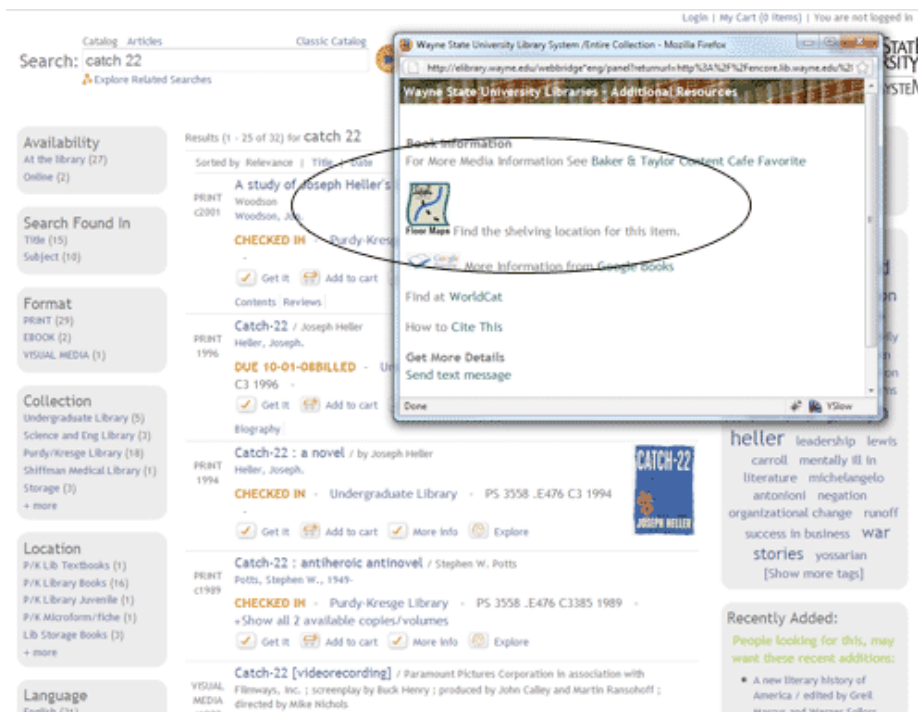 Login | My Cart (0 items) | You are not logged in
Catalog Articles Classic Catalog
Search: catch 22
Explore Related Searches
Availability
At the library (27)
Online (2)
Search Found In
Title (15)
Subject (10)
Format
PRINT (29)
EBOOK (2)
VISUAL MEDIA (1)
Collection
Undergraduate Library (5)
Science and Eng Library (3)
Purdy/Kresge Library (18)
Shiffman Medical Library (1)
Storage (3)
+ more
Location
P/K Lib Textbooks (1)
P/K Library Books (16)
P/K Library Juvenile (1)
P/K Microform/fiche (1)
Lib Storage Books (3)
+ more
Language
Results (1 - 25 of 32) for catch 22
Sorted by Relevance | Title | Date
A study of Joseph Heller's
PRINT
c2001
Woodson
Woodson, Jon.
CHECKED IN - Purdy-Kres
Get It Add to cart
Contents Reviews
Catch-22 / Joseph Heller
PRINT
1996
Heller, Joseph.
DUE 10-01-08BILLED - Un
C3 1996 -
Get It Add to cart
Biography
Catch-22 : a novel / by Joseph Heller
PRINT
1994
Heller, Joseph.
CHECKED IN - Undergraduate Library - PS 3558 .E476 C3 1994
-
Get It Add to cart More Info Explore
CATCH-22
JOSEPH HELLER
Catch-22 : antiheroic antinovel / Stephen W. Potts
PRINT
c1989
Potts, Stephen W., 1949-
CHECKED IN - Purdy-Kresge Library - PS 3558 .E476 C3385 1989 -
+Show all 2 available copies/volumes
Get It Add to cart More Info Explore
Catch-22 [videorecording] / Paramount Pictures Corporation in association with
VISUAL
MEDIA
Filmways, Inc. ; screenplay by Buck Henry ; produced by John Calley and Martin Ransohoff ;
directed by Mike Nichols
Wayne State University Library System /Entire Collection - Mozilla Firefox
Wayne State University Libraries - Additional Resources
Book Information
For More Media Information See Baker & Taylor Content Cafe Favorite
Floor Maps Find the shelving location for this item.
Google More Information from Google Books
Find at WorldCat
How to Cite This
Get More Details
Send text message
Done YSlow
heller leadership lewis
carroll mentally ill in
literature michelangelo
antonioni negation
organizational change runoff
success in business war
stories yossarian
[Show more tags]
Recently Added:
People looking for this, may
want these recent additions:
A new literary history of
America / edited by Greil
Marcus and Werner Sollors